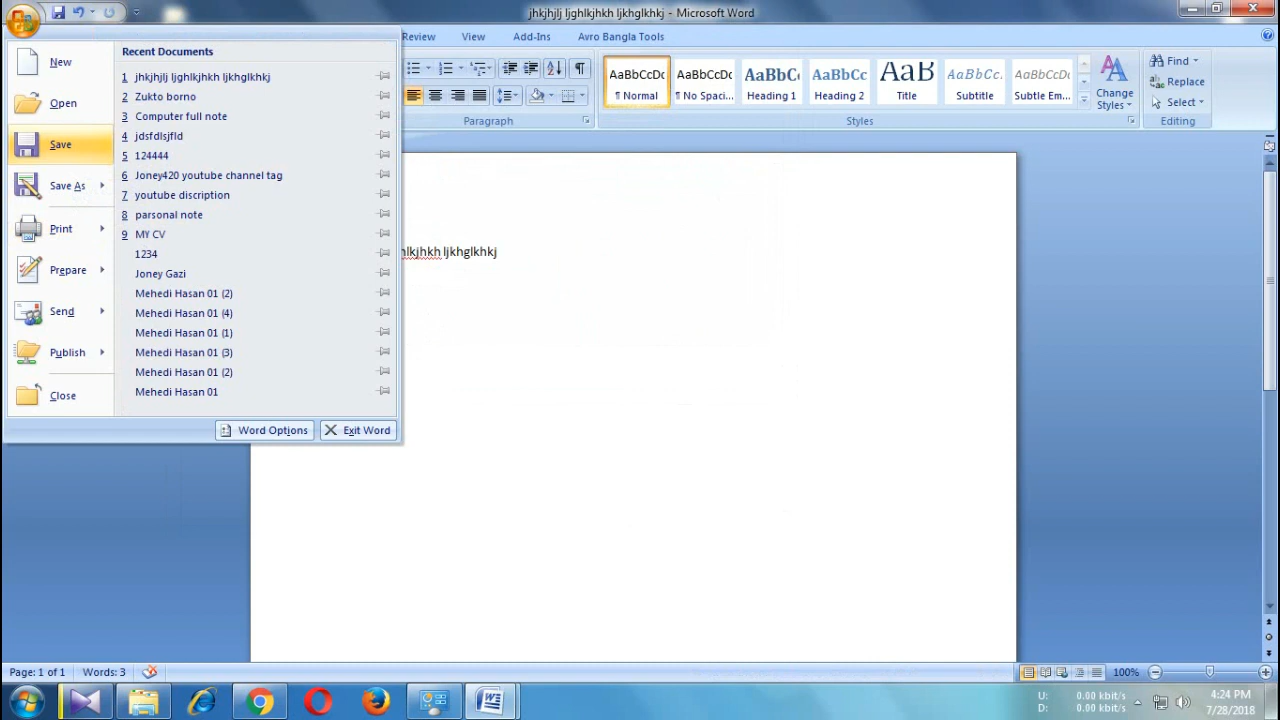 jhkjhjlj ljghlkjhkh ljkhglkhkj - Microsoft Word
Review View Add-Ins Avro Bangla Tools
New
Open
Save
Save As
Print
Prepare
Send
Publish
Close
Recent Documents
1 jhkjhjlj ljghlkjhkh ljkhglkhkj
2 Zukto borno
3 Computer full note
4 jdsfdlsjfld
5 124444
6 Joney420 youtube channel tag
7 youtube discription
8 parsonal note
9 MY CV
1234
Joney Gazi
Mehedi Hasan 01 (2)
Mehedi Hasan 01 (4)
Mehedi Hasan 01 (1)
Mehedi Hasan 01 (3)
Mehedi Hasan 01 (2)
Mehedi Hasan 01
Word Options Exit Word
Paragraph
AaBbCcDc AaBbCcDc AaBbCc AaBbCc AaB AaBbCc. AaBbCcDc
¶ Normal ¶ No Spaci... Heading 1 Heading 2 Title Subtitle Subtle Em...
Change
Styles
Styles
Find
Replace
Select
Editing
hlkjhkh ljkhglkhkj
Page: 1 of 1 Words: 3 100%
U: 0.00 kbit/s
D: 0.00 kbit/s
4:24 PM
7/28/2018